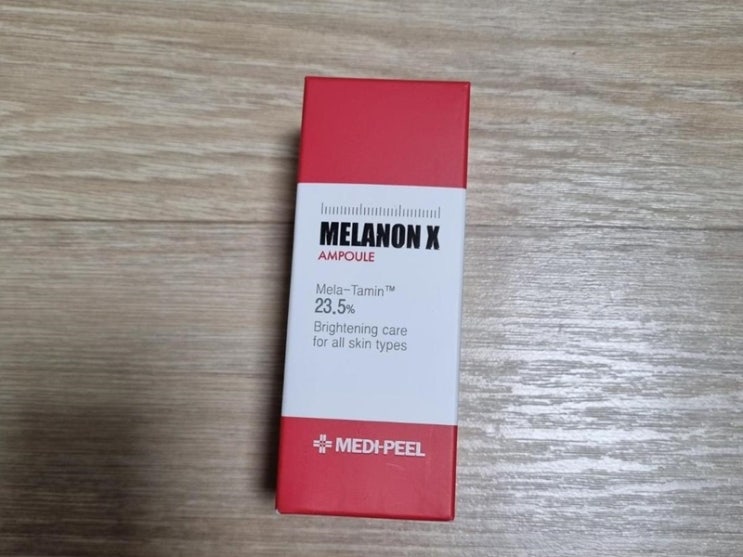 MELANON X
AMPOULE
Mela-Tamin™
23.5%
Brightening care
for all skin types
MEDI-PEEL